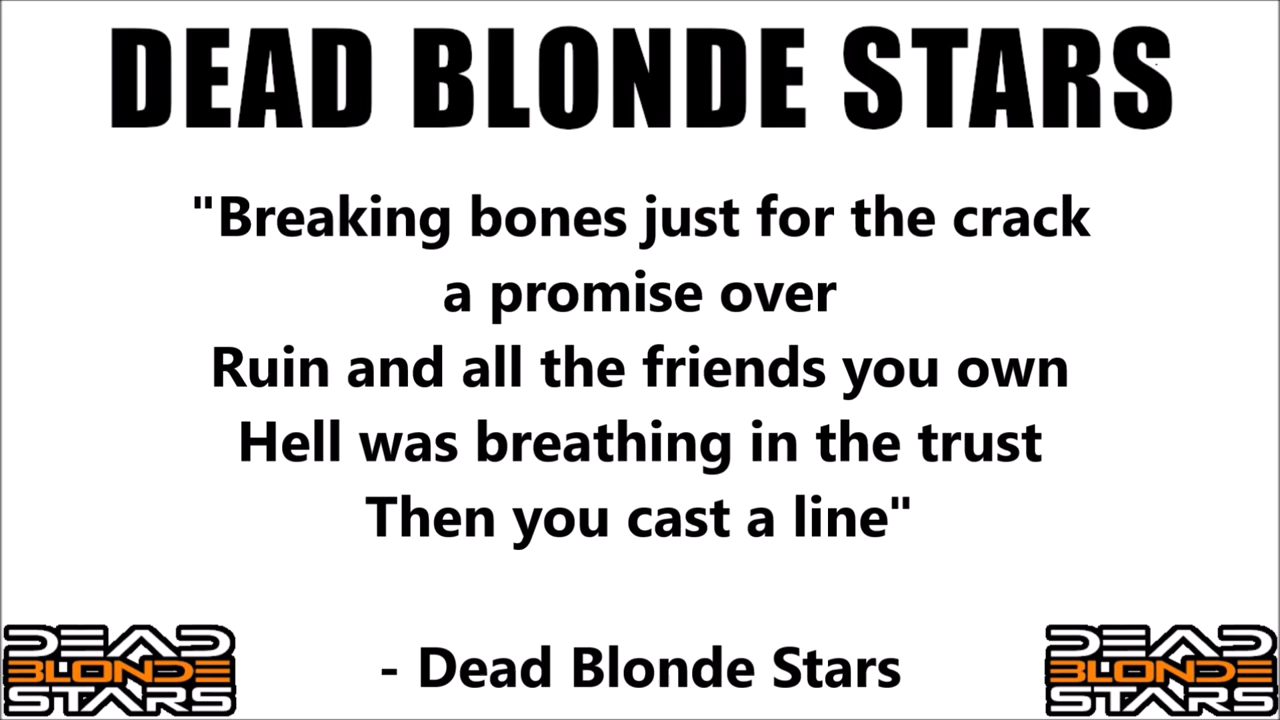 DEAD BLONDE STARS
"Breaking bones just for the crack
a promise over
Ruin and all the friends you own
Hell was breathing in the trust
Then you cast a line"
- Dead Blonde Stars
DEAD
BLONDE
STARS
DEAD
BLONDE
STARS